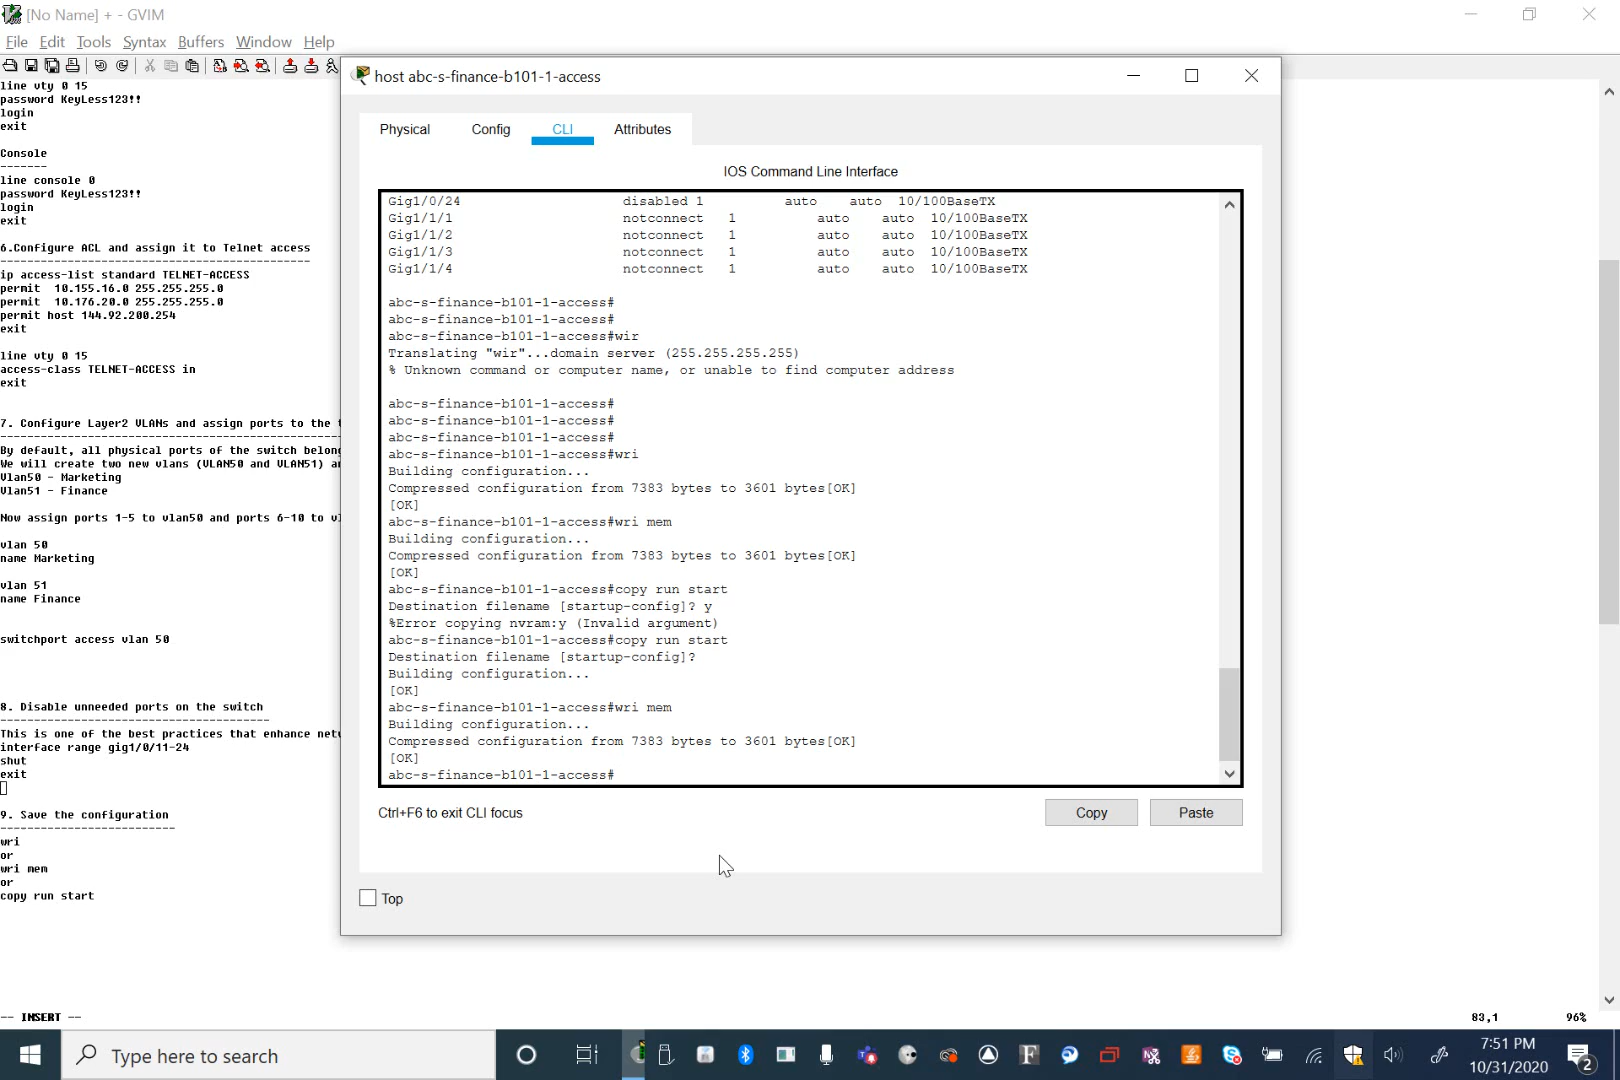 [No Name] + - GVIM
File Edit Tools Syntax Buffers Window Help
line vty 0 15
password KeyLess123!!
login
exit
Console
-------
line console 0
password KeyLess123!!
login
exit
6.Configure ACL and assign it to Telnet access
----------------------------------------------
ip access-list standard TELNET-ACCESS
permit  10.155.16.0 255.255.255.0
permit  10.176.20.0 255.255.255.0
permit host 144.92.200.254
exit
line vty 0 15
access-class TELNET-ACCESS in
exit
7. Configure Layer2 VLANs and assign ports to the
By default, all physical ports of the switch belong
We will create two new vlans (VLAN50 and VLAN51)
Vlan50 - Marketing
Vlan51 - Finance
Now assign ports 1-5 to vlan50 and ports 6-10 to
vlan 50
name Marketing
vlan 51
name Finance
switchport access vlan 50
8. Disable unneeded ports on the switch
---------------------------------------
This is one of the best practices that enhance
interface range gig1/0/11-24
shut
exit
9. Save the configuration
--------------------------
wri
or
wri mem
or
copy run start
-- INSERT --
83,1
96%
host abc-s-finance-b101-1-access
Physical Config CLI Attributes
IOS Command Line Interface
Gig1/0/24 disabled 1 auto auto 10/100BaseTX
Gig1/1/1 notconnect 1 auto auto 10/100BaseTX
Gig1/1/2 notconnect 1 auto auto 10/100BaseTX
Gig1/1/3 notconnect 1 auto auto 10/100BaseTX
Gig1/1/4 notconnect 1 auto auto 10/100BaseTX
abc-s-finance-b101-1-access#
abc-s-finance-b101-1-access#
abc-s-finance-b101-1-access#wir
Translating "wir"...domain server (255.255.255.255)
% Unknown command or computer name, or unable to find computer address
abc-s-finance-b101-1-access#
abc-s-finance-b101-1-access#
abc-s-finance-b101-1-access#
abc-s-finance-b101-1-access#wri
Building configuration...
Compressed configuration from 7383 bytes to 3601 bytes[OK]
[OK]
abc-s-finance-b101-1-access#wri mem
Building configuration...
Compressed configuration from 7383 bytes to 3601 bytes[OK]
[OK]
abc-s-finance-b101-1-access#copy run start
Destination filename [startup-config]? y
%Error copying nvram:y (Invalid argument)
abc-s-finance-b101-1-access#copy run start
Destination filename [startup-config]?
Building configuration...
[OK]
abc-s-finance-b101-1-access#wri mem
Building configuration...
Compressed configuration from 7383 bytes to 3601 bytes[OK]
[OK]
abc-s-finance-b101-1-access#
Ctrl+F6 to exit CLI focus
Copy
Paste
Top
Type here to search
7:51 PM
10/31/2020
2